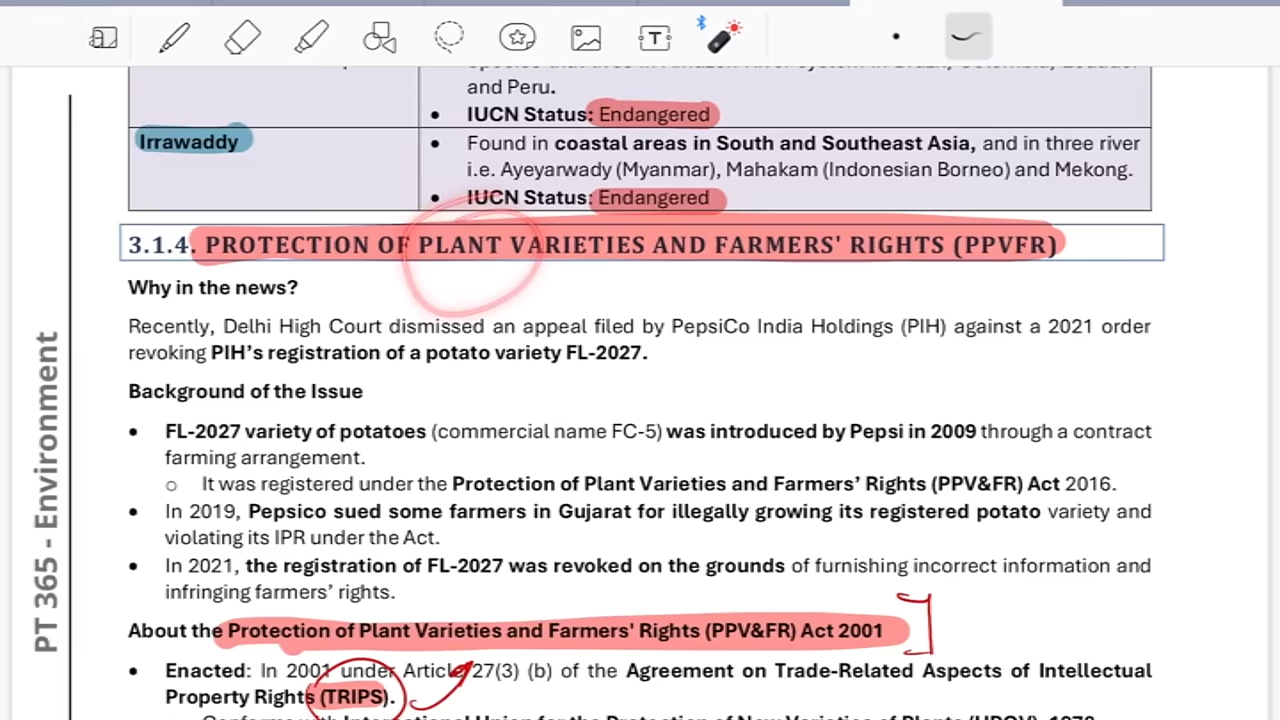 and Peru.
• IUCN Status: Endangered
Irrawaddy
• Found in coastal areas in South and Southeast Asia, and in three river
i.e. Ayeyarwady (Myanmar), Mahakam (Indonesian Borneo) and Mekong.
• IUCN Status: Endangered
3.1.4. PROTECTION OF PLANT VARIETIES AND FARMERS' RIGHTS (PPVFR)
Why in the news?
Recently, Delhi High Court dismissed an appeal filed by PepsiCo India Holdings (PIH) against a 2021 order
revoking PIH's registration of a potato variety FL-2027.
Background of the Issue
• FL-2027 variety of potatoes (commercial name FC-5) was introduced by Pepsi in 2009 through a contract
farming arrangement.
o It was registered under the Protection of Plant Varieties and Farmers' Rights (PPV&FR) Act 2016.
• In 2019, Pepsico sued some farmers in Gujarat for illegally growing its registered potato variety and
violating its IPR under the Act.
• In 2021, the registration of FL-2027 was revoked on the grounds of furnishing incorrect information and
infringing farmers' rights.
About the Protection of Plant Varieties and Farmers' Rights (PPV&FR) Act 2001
• Enacted: In 2001 under Article 27(3) (b) of the Agreement on Trade-Related Aspects of Intellectual
Property Rights (TRIPS).
PT 365 - Environment